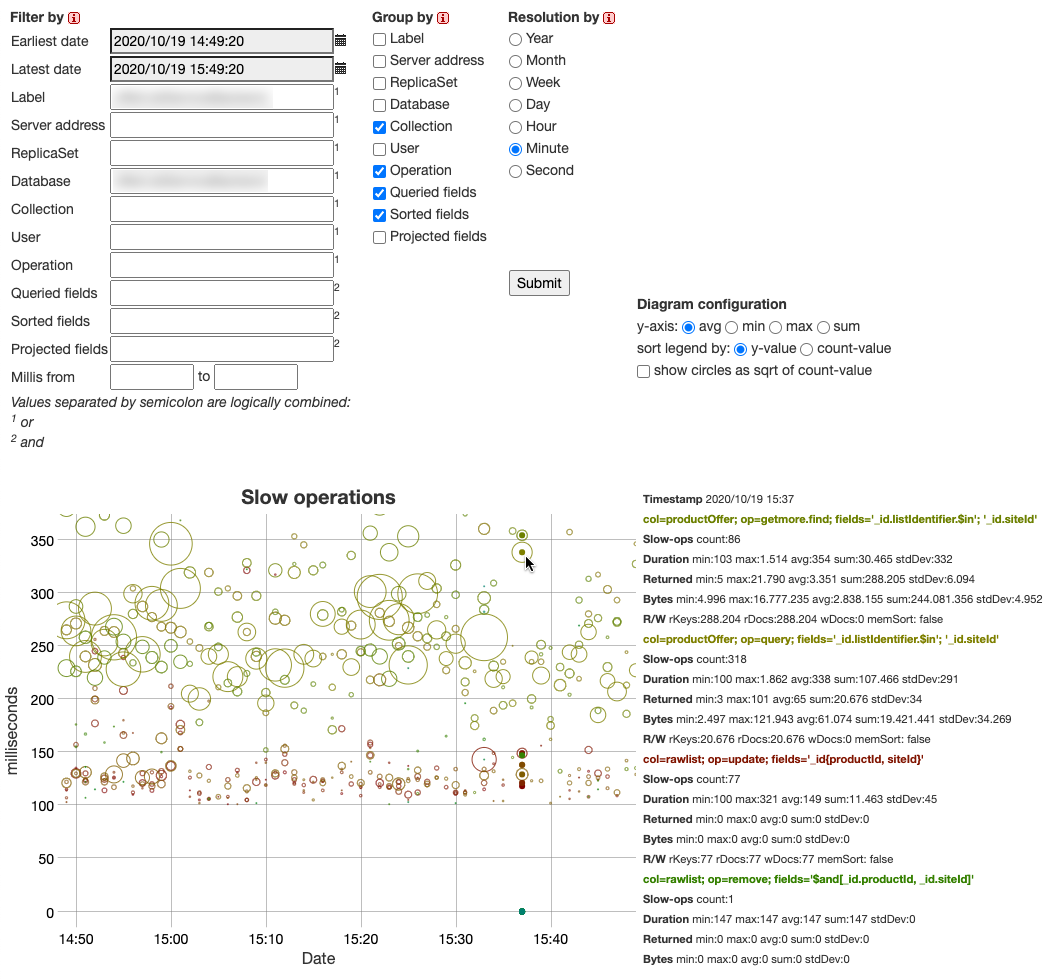 Filter by
Earliest date 2020/10/19 14:49:20
Latest date 2020/10/19 15:49:20
Label 1
Server address 1
ReplicaSet 1
Database 1
Collection 1
User 1
Operation 1
Queried fields 2
Sorted fields 2
Projected fields 2
Millis from to
Values separated by semicolon are logically combined:
1 or
2 and
Group by
Label
Server address
ReplicaSet
Database
Collection
User
Operation
Queried fields
Sorted fields
Projected fields
Resolution by
Year
Month
Week
Day
Hour
Minute
Second
Submit
Diagram configuration
y-axis: avg min max sum
sort legend by: y-value count-value
show circles as sqrt of count-value
Slow operations
milliseconds
350
300
250
200
150
100
50
0
14:50 15:00 15:10 15:20 15:30 15:40
Date
Timestamp 2020/10/19 15:37
col=productOffer; op=getmore.find; fields='_id.listIdentifier.$in'; '_id.siteId'
Slow-ops count:86
Duration min:103 max:1.514 avg:354 sum:30.465 stdDev:332
Returned min:5 max:21.790 avg:3.351 sum:288.205 stdDev:6.094
Bytes min:4.996 max:16.777.235 avg:2.838.155 sum:244.081.356 stdDev:4.952
R/W rKeys:288.204 rDocs:288.204 wDocs:0 memSort: false
col=productOffer; op=query; fields='_id.listIdentifier.$in'; '_id.siteId'
Slow-ops count:318
Duration min:100 max:1.862 avg:338 sum:107.466 stdDev:291
Returned min:3 max:101 avg:65 sum:20.676 stdDev:34
Bytes min:2.497 max:121.943 avg:61.074 sum:19.421.441 stdDev:34.269
R/W rKeys:20.676 rDocs:20.676 wDocs:0 memSort: false
col=rawlist; op=update; fields='_id{productId, siteId}'
Slow-ops count:77
Duration min:100 max:321 avg:149 sum:11.463 stdDev:45
Returned min:0 max:0 avg:0 sum:0 stdDev:0
Bytes min:0 max:0 avg:0 sum:0 stdDev:0
R/W rKeys:77 rDocs:77 wDocs:77 memSort: false
col=rawlist; op=remove; fields='$and[_id.productId, _id.siteId]'
Slow-ops count:1
Duration min:147 max:147 avg:147 sum:147 stdDev:0
Returned min:0 max:0 avg:0 sum:0 stdDev:0
Bytes min:0 max:0 avg:0 sum:0 stdDev:0